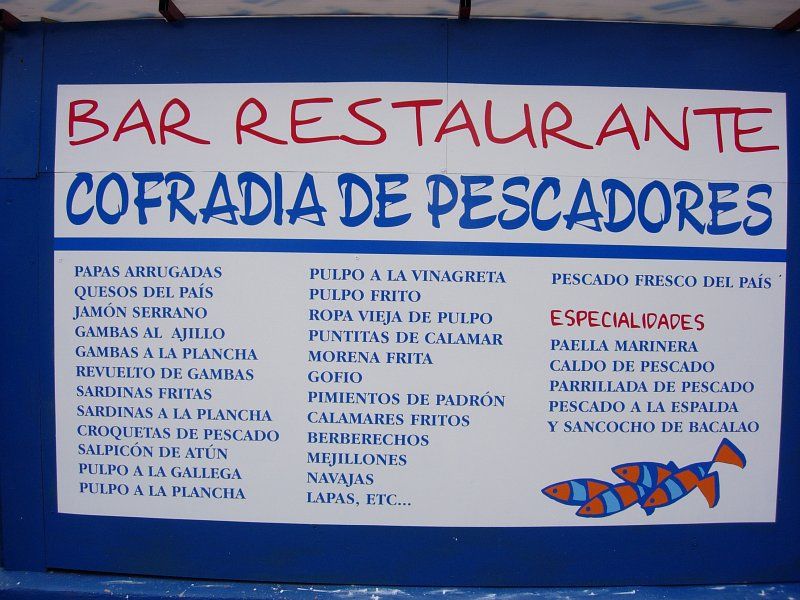 BAR RESTAURANTE
COFRADIA DE PESCADORES
PAPAS ARRUGADAS
QUESOS DEL PAÍS
JAMÓN SERRANO
GAMBAS AL AJILLO
GAMBAS A LA PLANCHA
REVUELTO DE GAMBAS
SARDINAS FRITAS
SARDINAS A LA PLANCHA
CROQUETAS DE PESCADO
SALPICÓN DE ATÚN
PULPO A LA GALLEGA
PULPO A LA PLANCHA
PULPO A LA VINAGRETA
PULPO FRITO
ROPA VIEJA DE PULPO
PUNTITAS DE CALAMAR
MORENA FRITA
GOFIO
PIMIENTOS DE PADRÓN
CALAMARES FRITOS
BERBERECHOS
MEJILLONES
NAVAJAS
LAPAS, ETC...
PESCADO FRESCO DEL PAÍS
ESPECIALIDADES
PAELLA MARINERA
CALDO DE PESCADO
PARRILLADA DE PESCADO
PESCADO A LA ESPALDA
Y SANCOCHO DE BACALAO